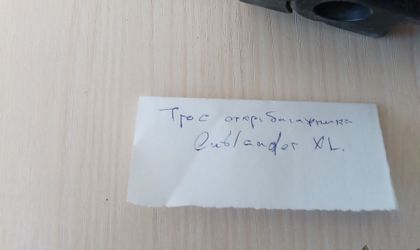 Трос откр. багажника
Outlander XL.